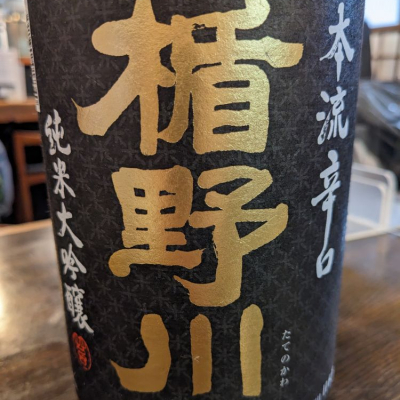 本流辛口
楯野川
たてのかわ
純米大吟醸